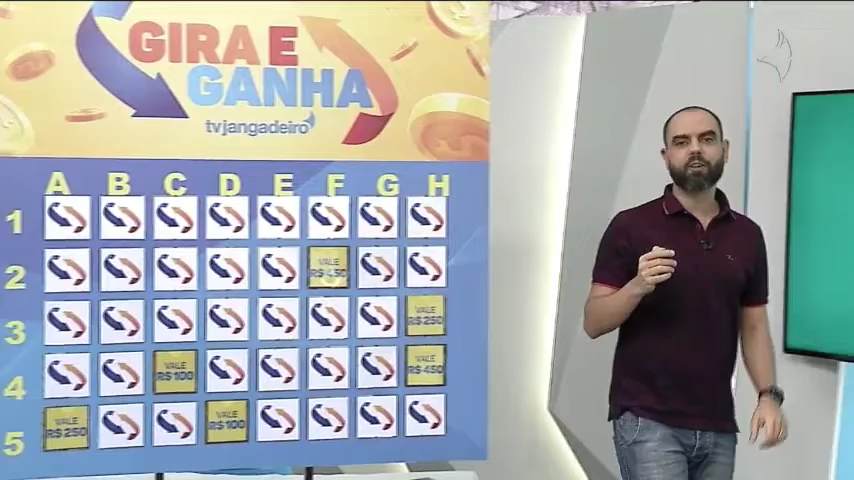 GIRA E
GANHA
tvjangadeiro
A B C D E F G H
1
2 VALE
R$ 450
3 VALE
R$ 250
4 VALE VALE
R$ 100 R$ 450
5 VALE VALE
R$ 250 R$ 100